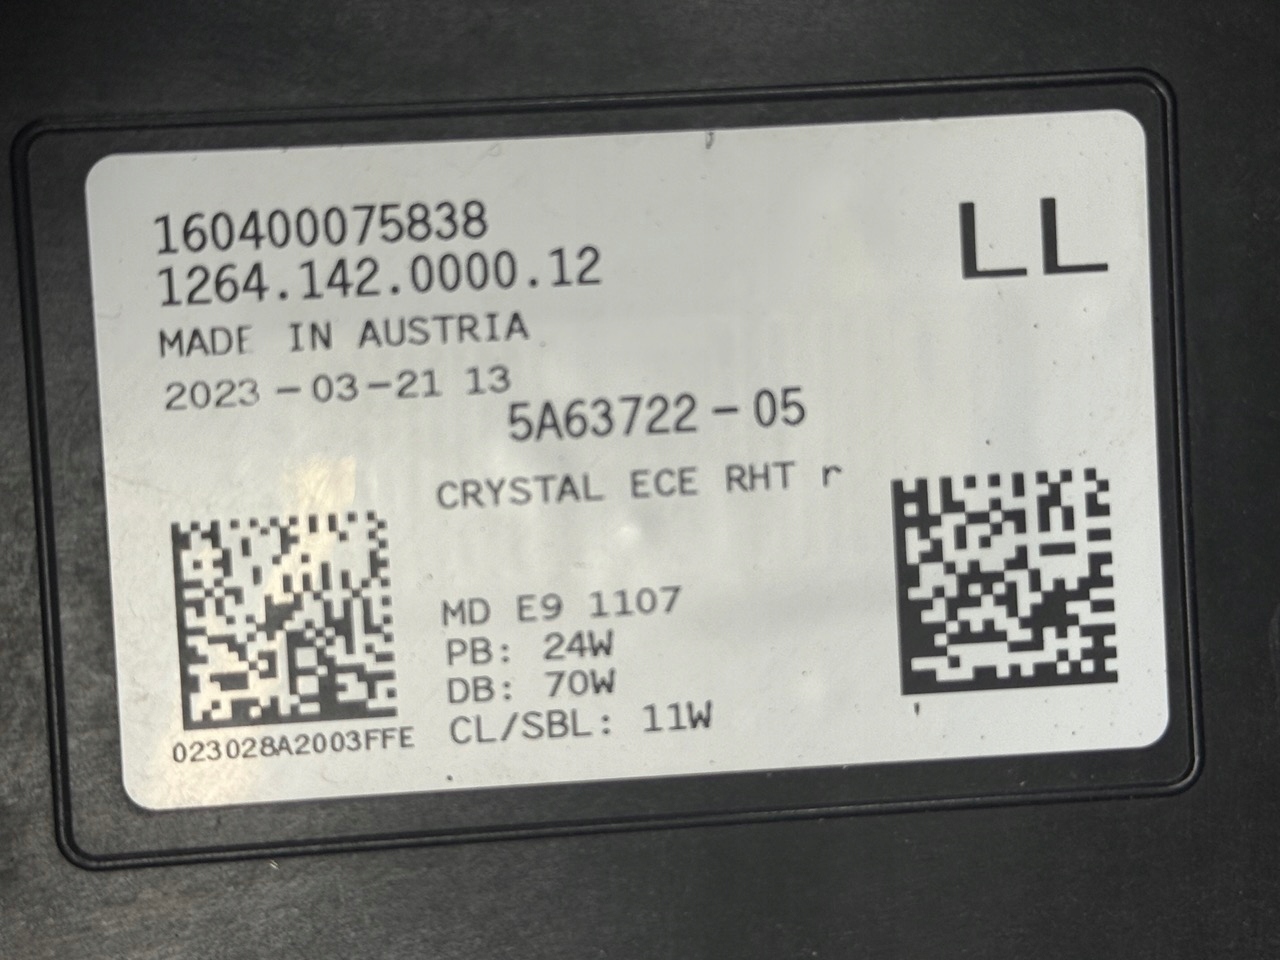 160400075838
LL
1264.142.0000.12
MADE IN AUSTRIA
2023-03-21 13
5A63722-05
CRYSTAL ECE RHT r
MD E9 1107
PB: 24W
DB: 70W
CL/SBL: 11W
023028A2003FFE